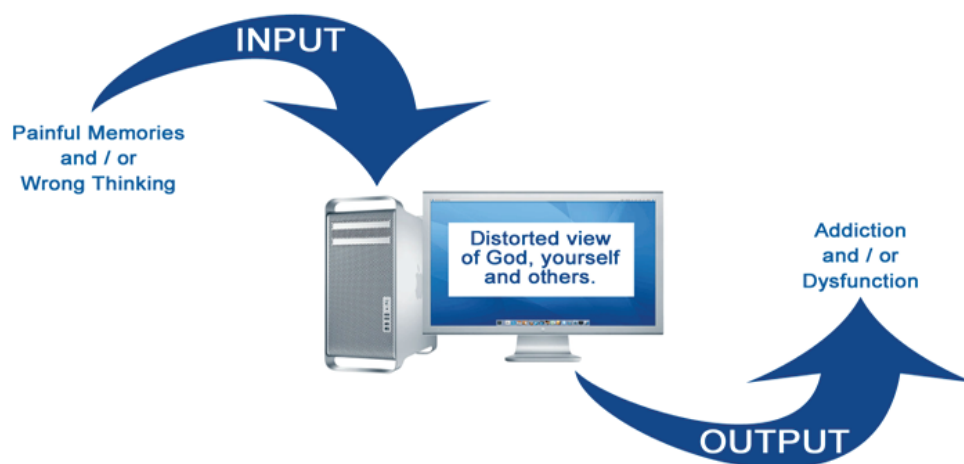 INPUT
Painful Memories
and / or
Wrong Thinking
Distorted view
of God, yourself
and others.
Addiction
and / or
Dysfunction
OUTPUT